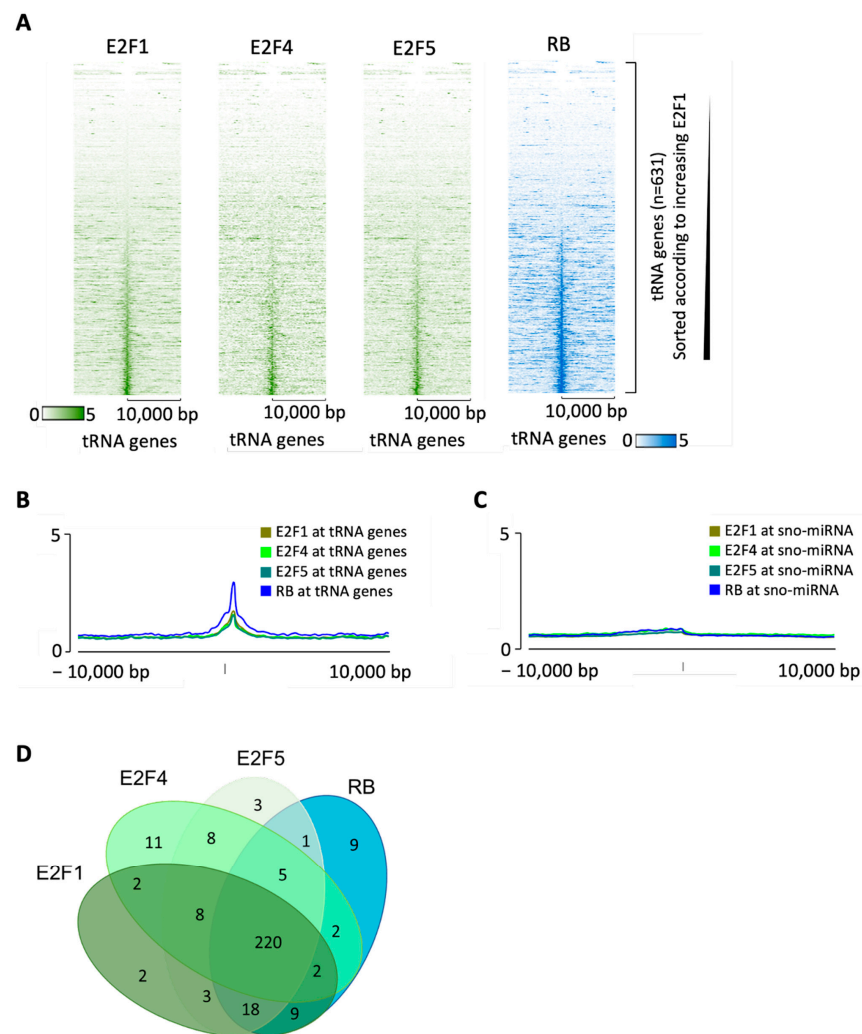 A
E2F1 E2F4 E2F5 RB
tRNA genes (n=631)
Sorted according to increasing E2F1
0 5 10,000 bp 10,000 bp 10,000 bp 10,000 bp
tRNA genes tRNA genes tRNA genes tRNA genes 0 5
B
5
E2F1 at tRNA genes
E2F4 at tRNA genes
E2F5 at tRNA genes
RB at tRNA genes
0
− 10,000 bp 10,000 bp
C
5
E2F1 at sno-miRNA
E2F4 at sno-miRNA
E2F5 at sno-miRNA
RB at sno-miRNA
0
− 10,000 bp 10,000 bp
D
E2F5
E2F4
RB
3
11 8 1 9
E2F1
5
2
8
220 2
2 2
3 18 9